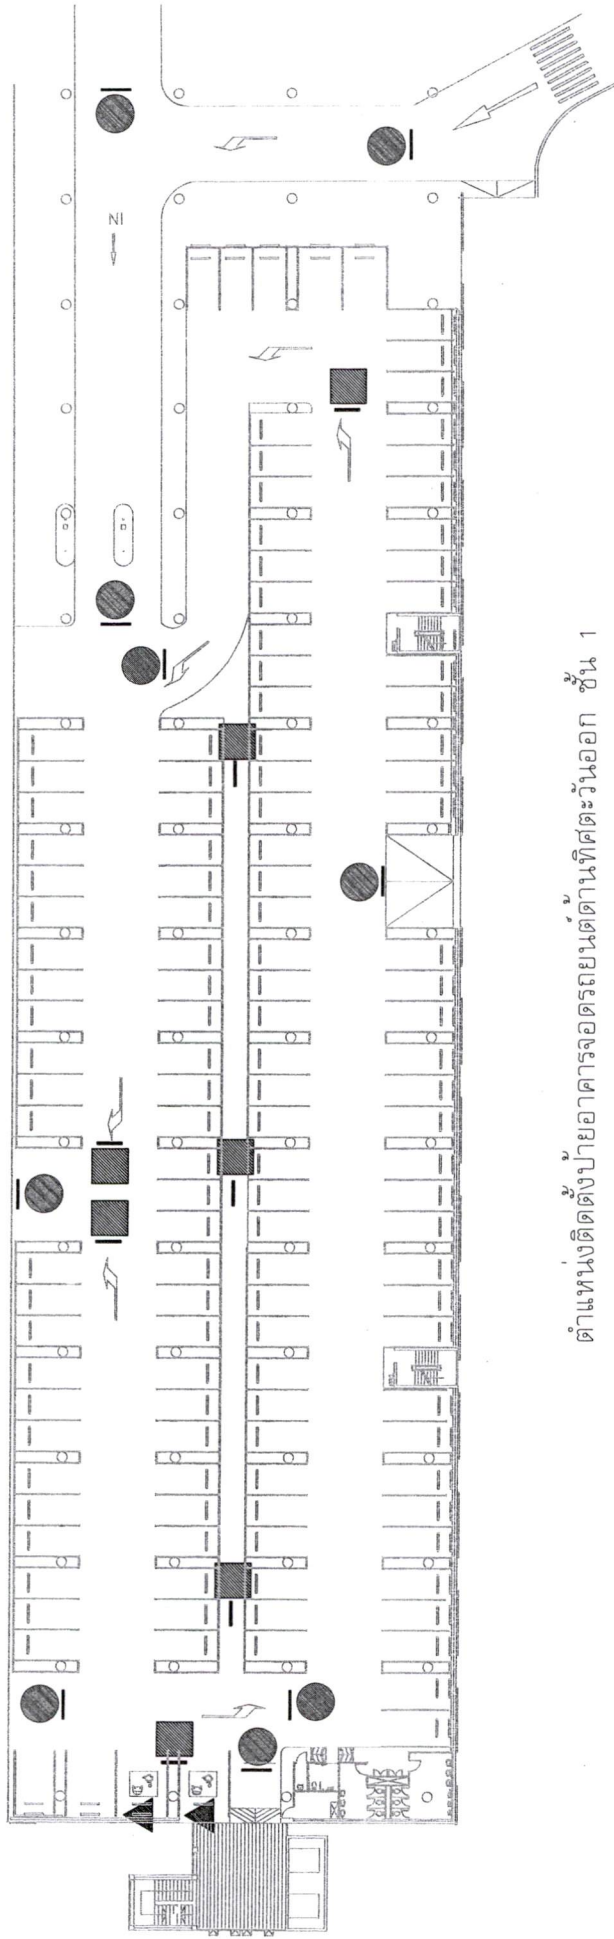 IN
ตำแหน่งติดตั้งป้ายอาคารจอดรถยนต์ด้านทิศตะวันออก ชั้น 1